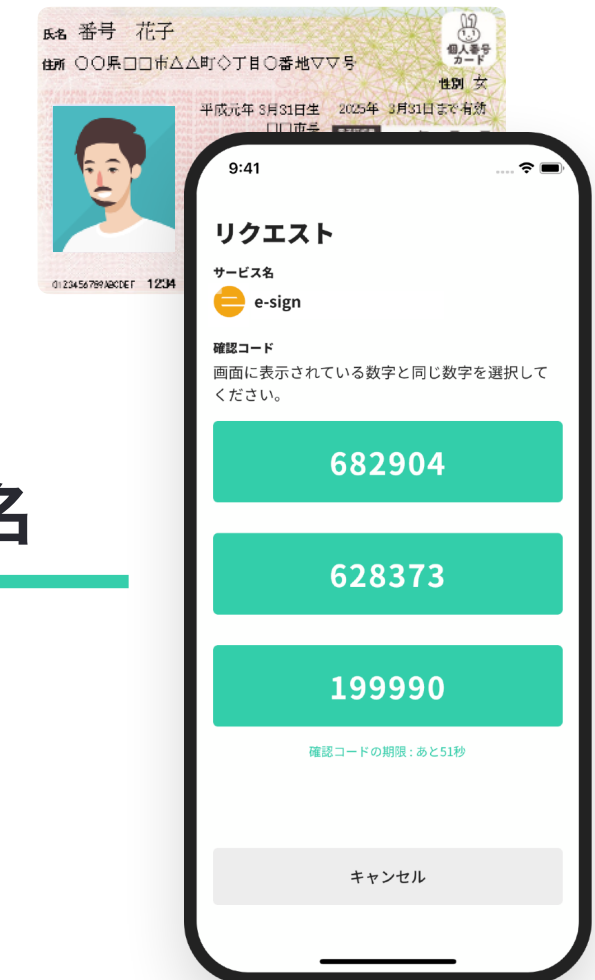 氏名 番号 花子
個人番号
カード
住所 〇〇県□□市△△町◇丁目〇番地▽▽号
性別 女
平成元年 3月31日生 2025年 3月31日まで有効
□□市長
0123456789ABCDEF 1234
9:41
リクエスト
サービス名
e-sign
確認コード
画面に表示されている数字と同じ数字を選択して
ください。
682904
名
628373
199990
確認コードの期限 : あと51秒
キャンセル